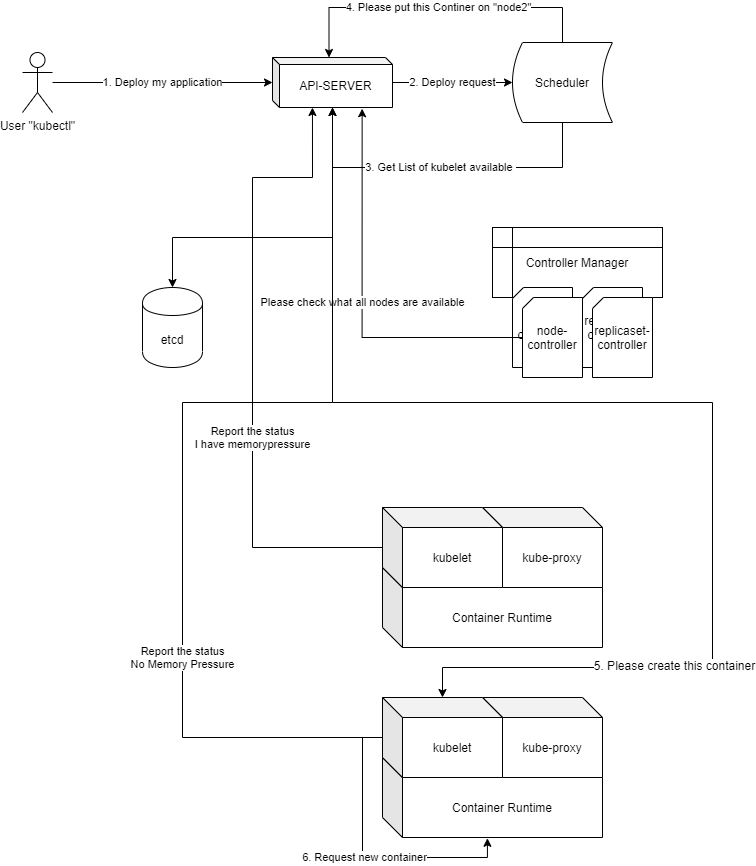 4. Please put this Continer on "node2"
1. Deploy my application
API-SERVER
2. Deploy request
Scheduler
User "kubectl"
3. Get List of kubelet available
Controller Manager
Please check what all nodes are available
etcd
node-
controller
re
c
replicaset-
controller
Report the status
I have memorypressure
kubelet
kube-proxy
Container Runtime
Report the status
No Memory Pressure
5. Please create this container
kubelet
kube-proxy
Container Runtime
6. Request new container